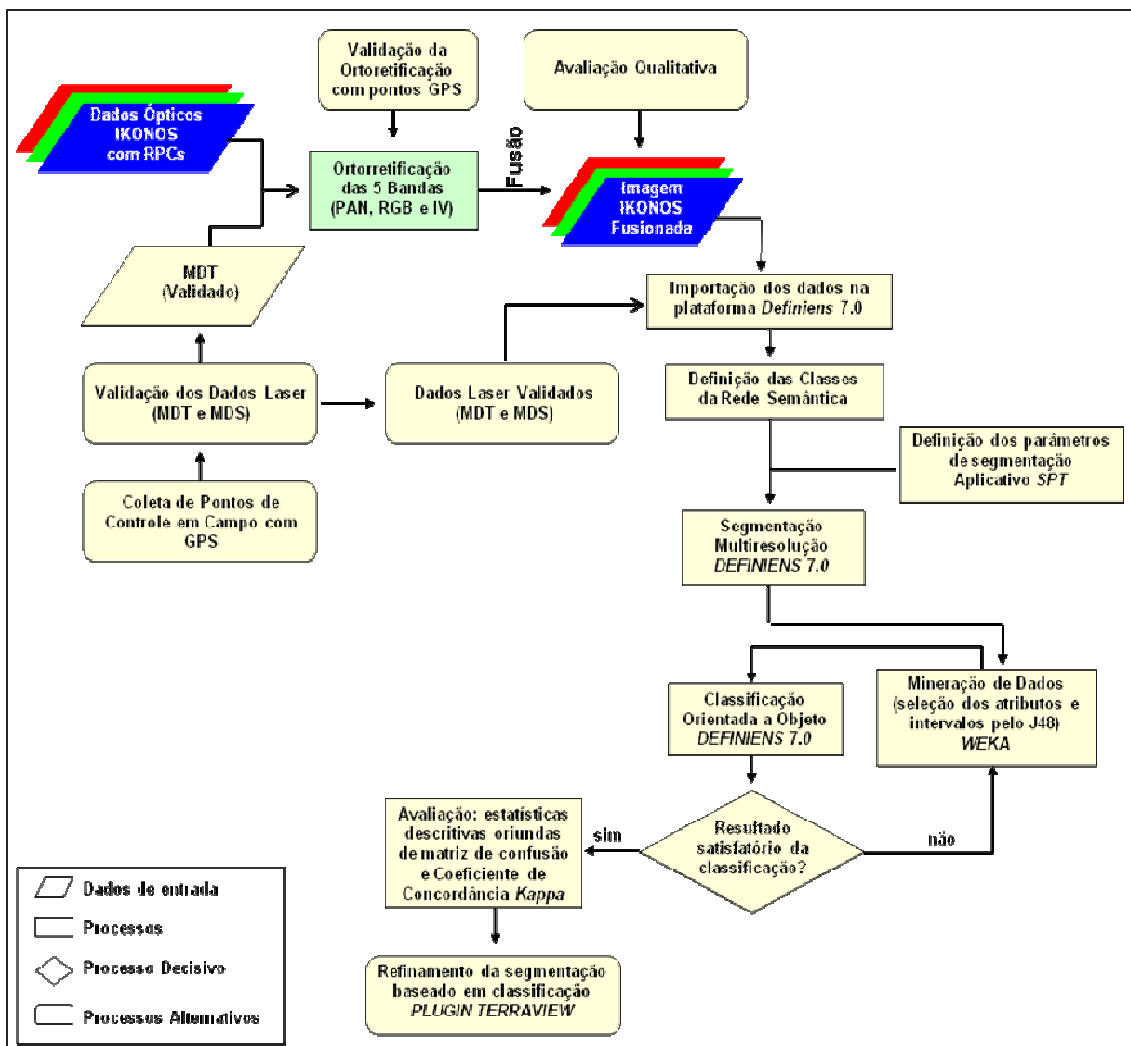 Validação da
Ortoretificação
com pontos GPS
Avaliação Qualitativa
Dados Ópticos
IKONOS
com RPCs
Ortorretificação
das 5 Bandas
(PAN, RGB e IV)
Fusão
Imagem
IKONOS
Fusionada
MDT
(Validado)
Importação dos dados na
plataforma Definiens 7.0
Validação dos Dados Laser
(MDT e MDS)
Dados Laser Validados
(MDT e MDS)
Definição das Classes
da Rede Semântica
Definição dos parâmetros
de segmentação
Aplicativo SPT
Coleta de Pontos de
Controle em Campo com
GPS
Segmentação
Multiresolução
DEFINIENS 7.0
Classificação
Orientada a Objeto
DEFINIENS 7.0
Mineração de Dados
(seleção dos atributos e
intervalos pelo J48)
WEKA
Avaliação: estatísticas
descritivas oriundas
de matriz de confusão
e Coeficiente de
Concordância Kappa
sim
Resultado
satisfatório da
classificação?
não
Refinamento da segmentação
baseado em classificação
PLUGIN TERRAVIEW
Dados de entrada
Processos
Processo Decisivo
Processos Alternativos